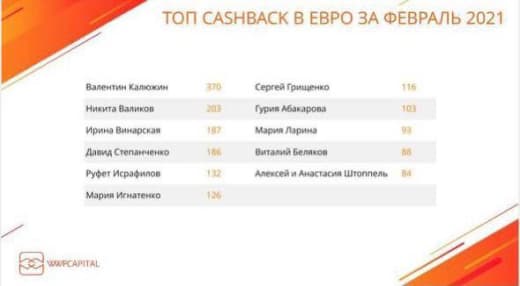 ТОП CASHBACK В ЕВРО ЗА ФЕВРАЛЬ 2021
Валентин Калюжин 370
Никита Валиков 203
Ирина Винарская 187
Давид Степанченко 186
Руфет Исрафилов 132
Мария Игнатенко 126
Сергей Грищенко 116
Гурия Абакарова 103
Мария Ларина 93
Виталий Беляков 88
Алексей и Анастасия Штоппель 84
WWPCAPITAL